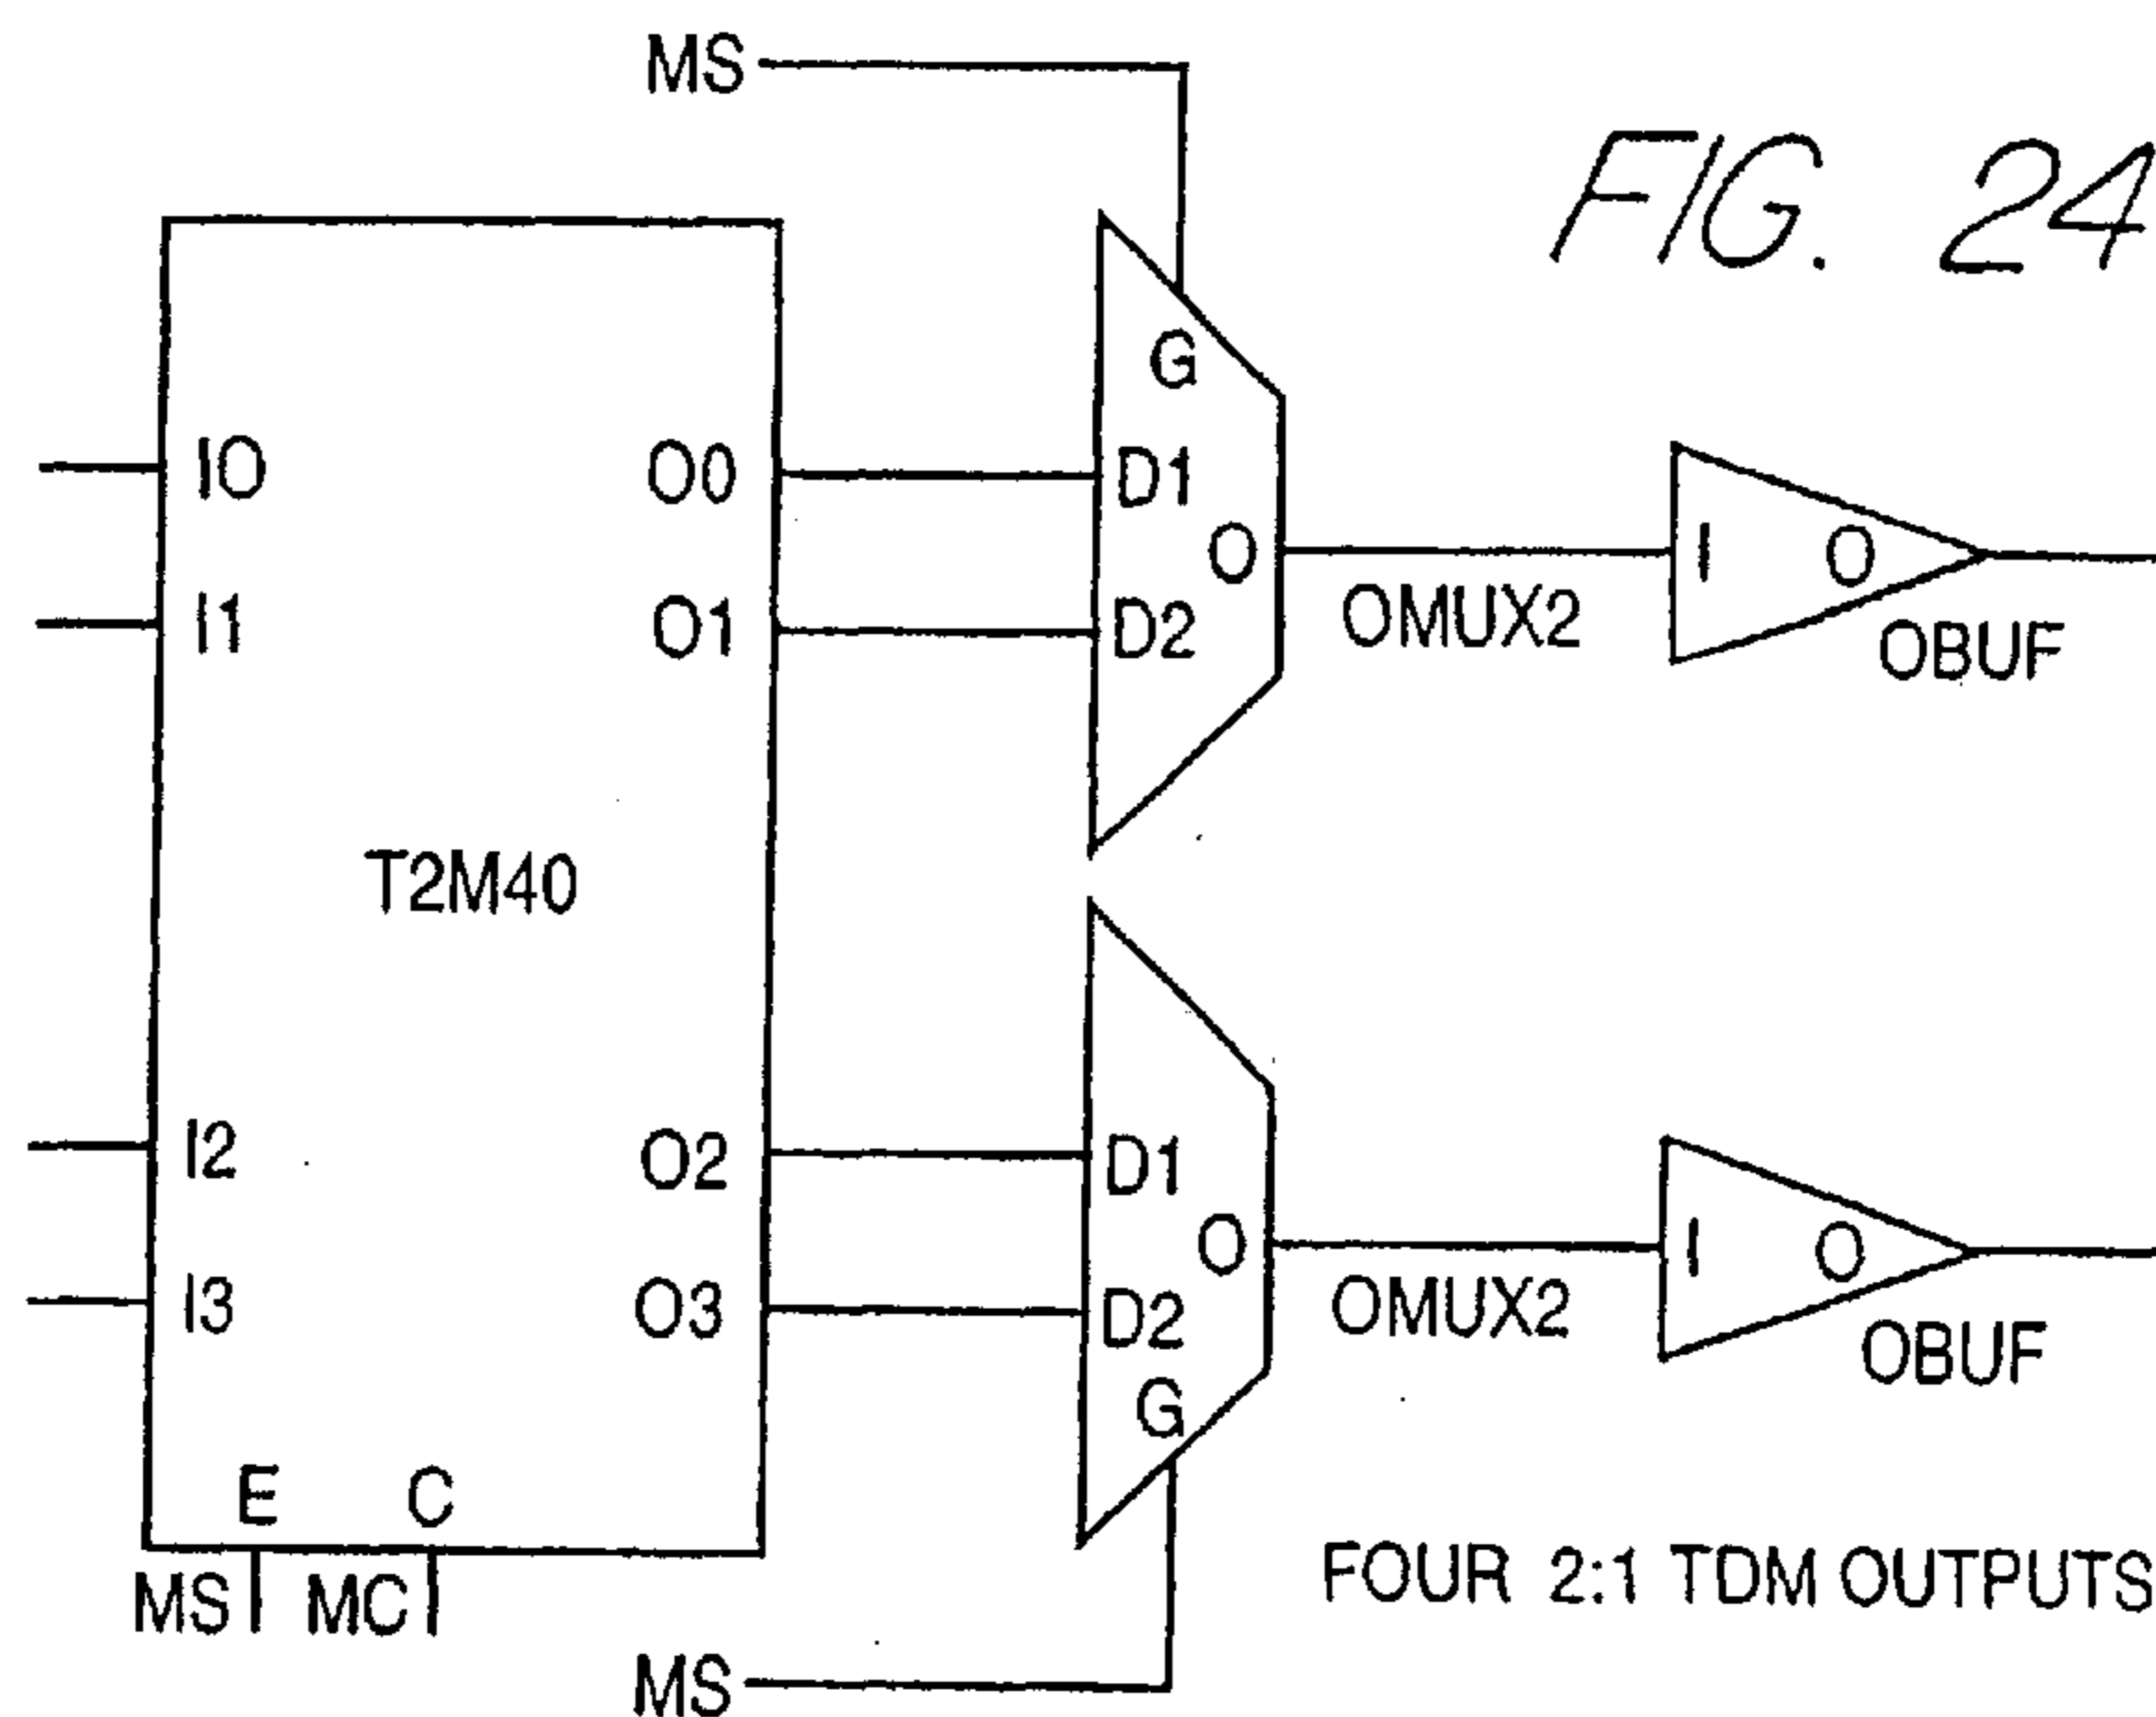 MS
FIG. 24
G
I0 O0 D1
O I O
I1 O1 D2 OMUX2
OBUF
T2M40
I2 O2 D1
O I O
I3 O3 D2 OMUX2
OBUF
G
E C
MS MC FOUR 2:1 TDM OUTPUTS
MS